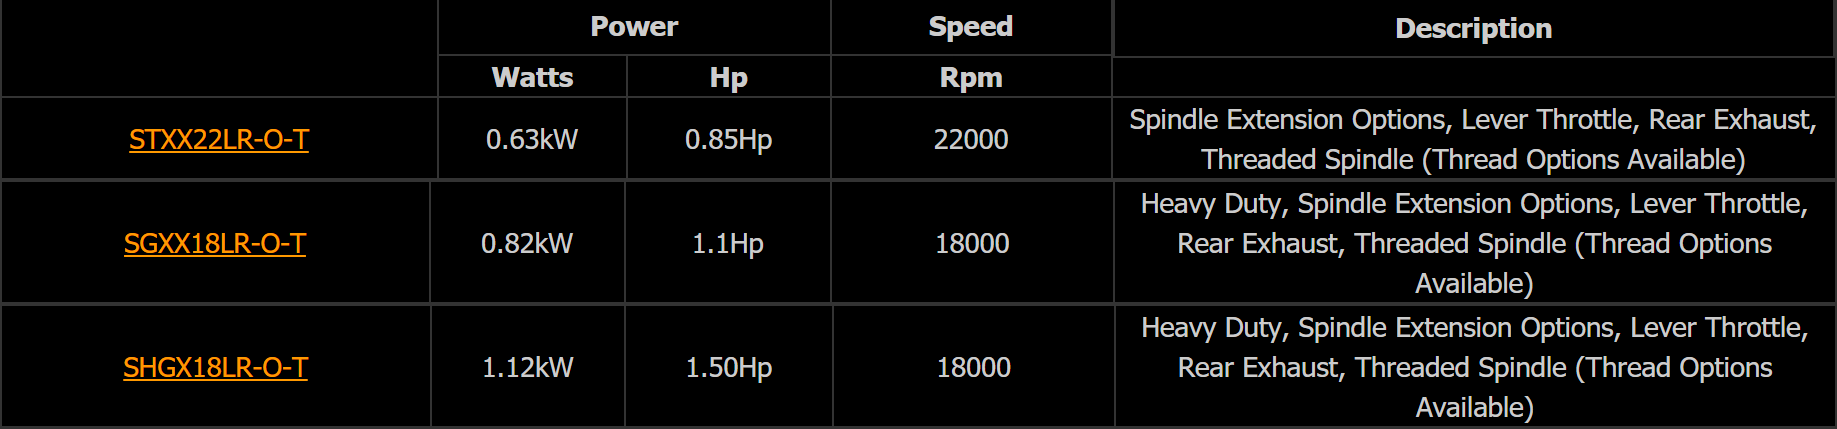 Power Speed Description
Watts Hp Rpm
STXX22LR-O-T 0.63kW 0.85Hp 22000 Spindle Extension Options, Lever Throttle, Rear Exhaust,
Threaded Spindle (Thread Options Available)
SGXX18LR-O-T 0.82kW 1.1Hp 18000 Heavy Duty, Spindle Extension Options, Lever Throttle,
Rear Exhaust, Threaded Spindle (Thread Options
Available)
SHGX18LR-O-T 1.12kW 1.50Hp 18000 Heavy Duty, Spindle Extension Options, Lever Throttle,
Rear Exhaust, Threaded Spindle (Thread Options
Available)